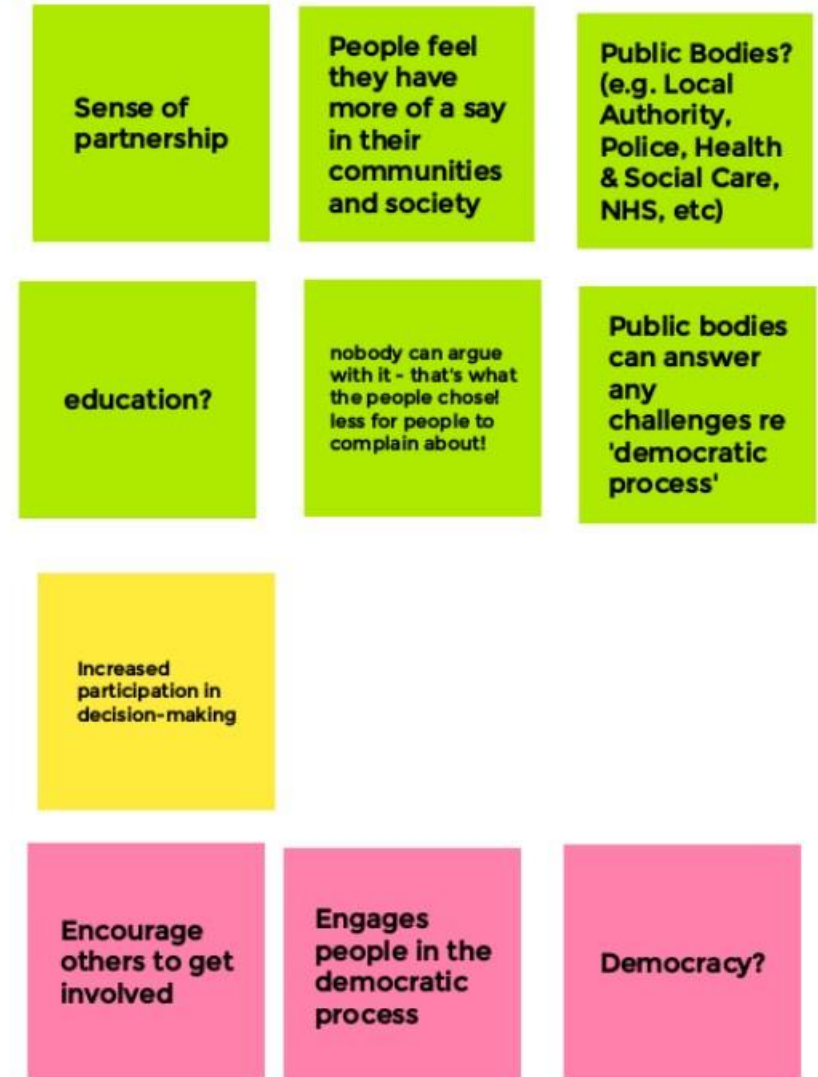 Sense of
partnership
People feel
they have
more of a say
in their
communities
and society
Public Bodies?
(e.g. Local
Authority,
Police, Health
& Social Care,
NHS, etc)
education?
nobody can argue
with it - that's what
the people chose!
less for people to
complain about!
Public bodies
can answer
any
challenges re
'democratic
process'
Increased
participation in
decision-making
Encourage
others to get
involved
Engages
people in the
democratic
process
Democracy?